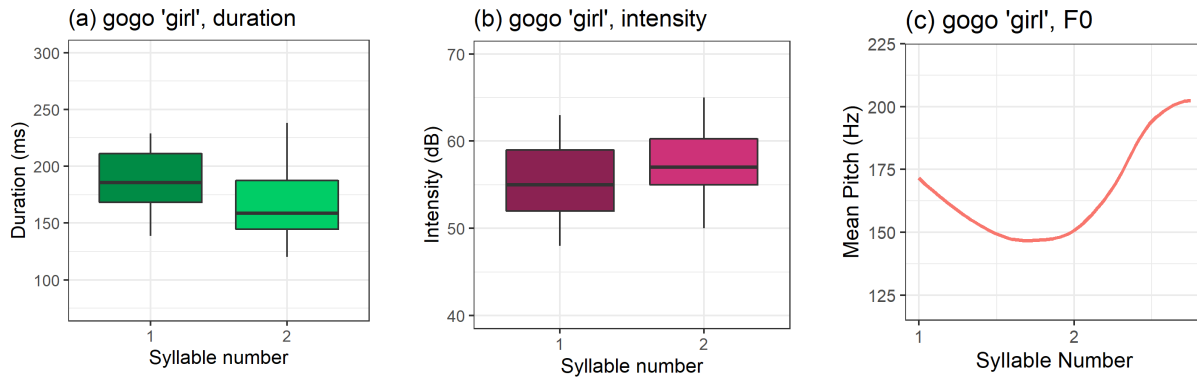 (a) gogo 'girl', duration
300
250
200
150
100
Duration (ms)
1 2
Syllable number
(b) gogo 'girl', intensity
70
60
50
40
Intensity (dB)
1 2
Syllable number
(c) gogo 'girl', F0
225
200
175
150
125
Mean Pitch (Hz)
1 2
Syllable Number